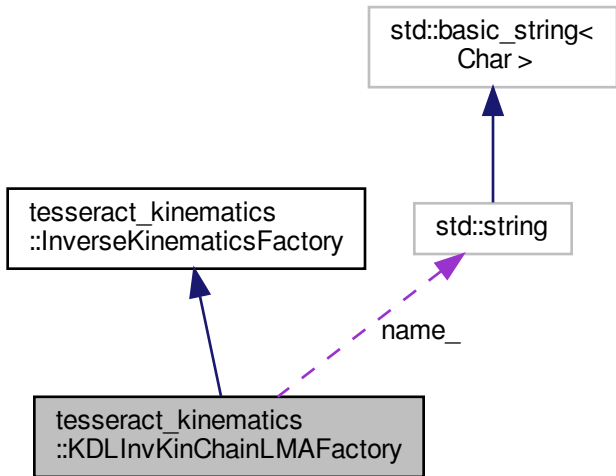 std::basic_string<
Char >
tesseract_kinematics
::InverseKinematicsFactory
std::string
name_
tesseract_kinematics
::KDLInvKinChainLMAFactory